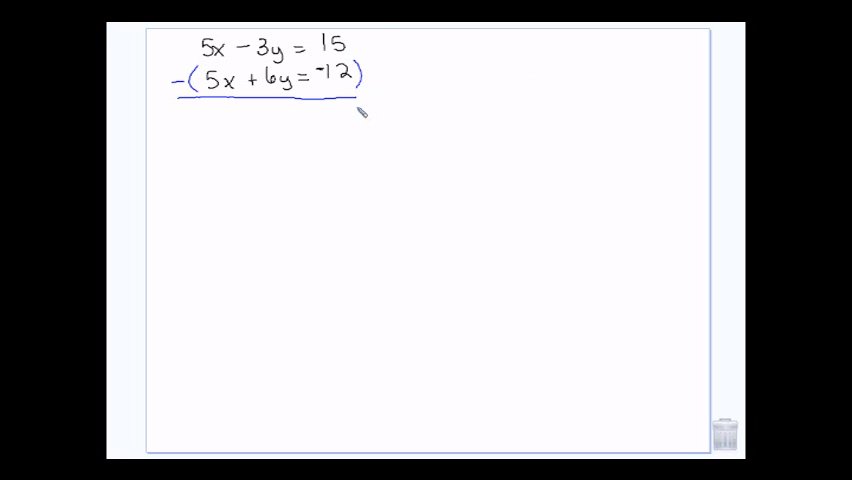 5x - 3y = 15
-(5x + 6y = -12)